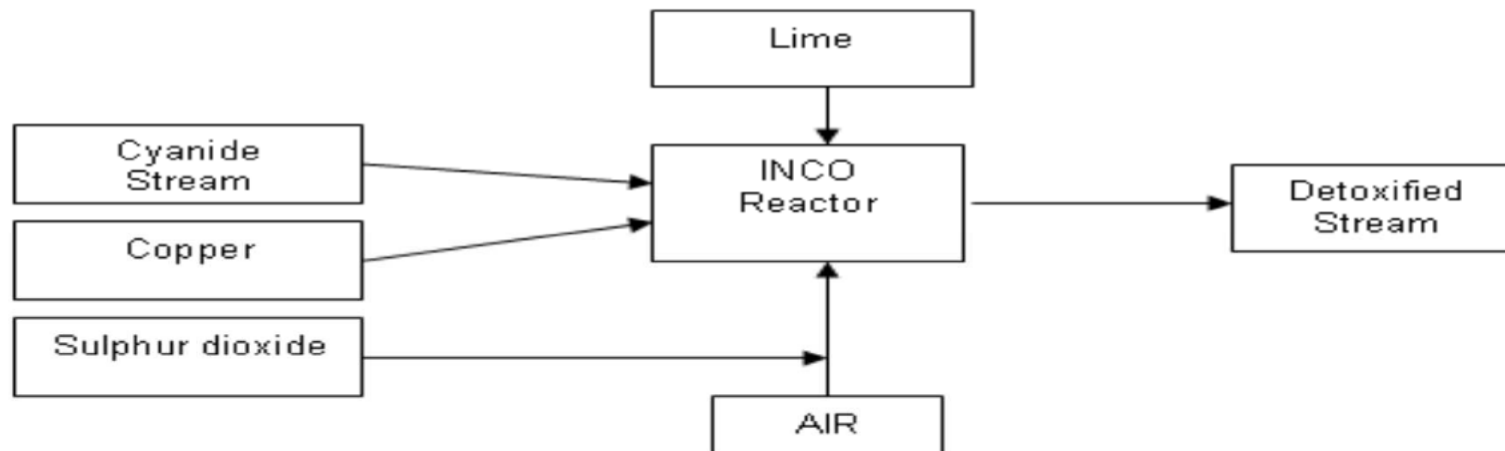 Lime
Cyanide
Stream
INCO
Reactor
Detoxified
Stream
Copper
Sulphur dioxide
AIR